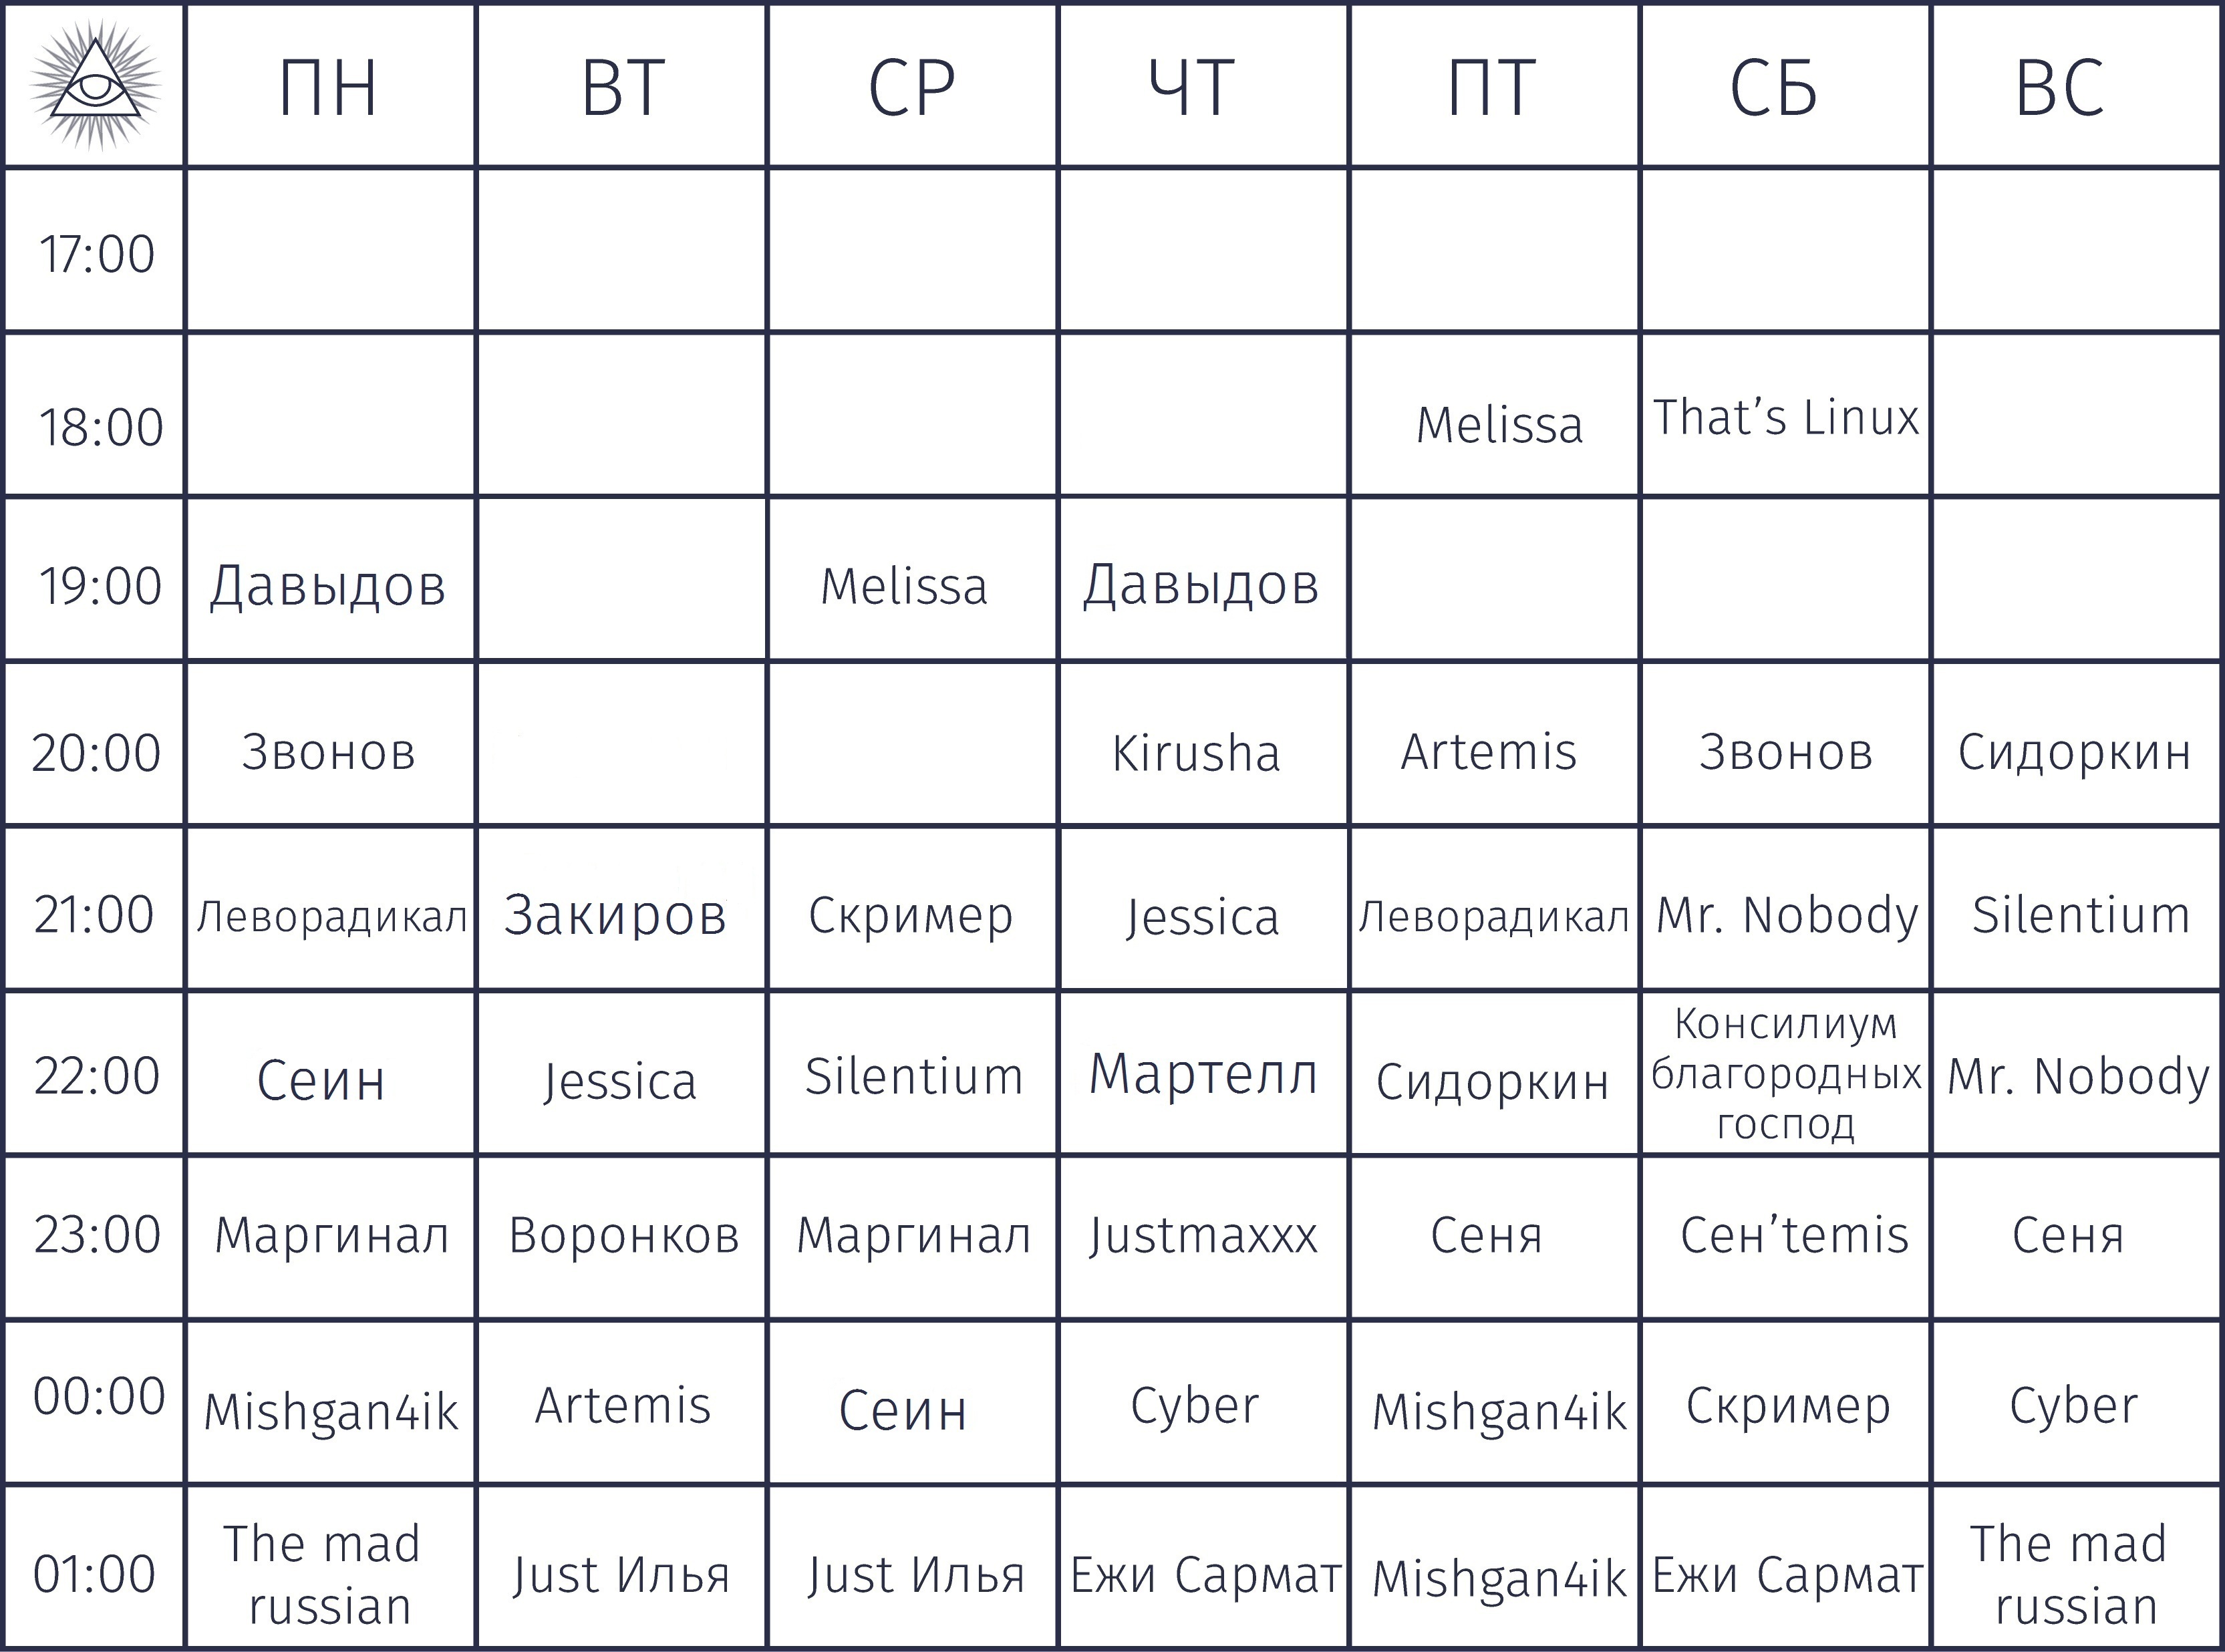 ПН ВТ СР ЧТ ПТ СБ ВС
17:00
18:00 Melissa That’s Linux
19:00 Давыдов Melissa Давыдов
20:00 Звонов Kirusha Artemis Звонов Сидоркин
21:00 Леворадикал Закиров Скример Jessica Леворадикал Mr. Nobody Silentium
22:00 Сеин Jessica Silentium Мартелл Сидоркин Консилиум
благородных
господ
Mr. Nobody
23:00 Маргинал Воронков Маргинал Justmaxxx Сеня Сен’temis Сеня
00:00 Mishgan4ik Artemis Сеин Cyber Mishgan4ik Скример Cyber
01:00 The mad
russian
Just Илья Just Илья Ежи Сармат Mishgan4ik Ежи Сармат The mad
russian